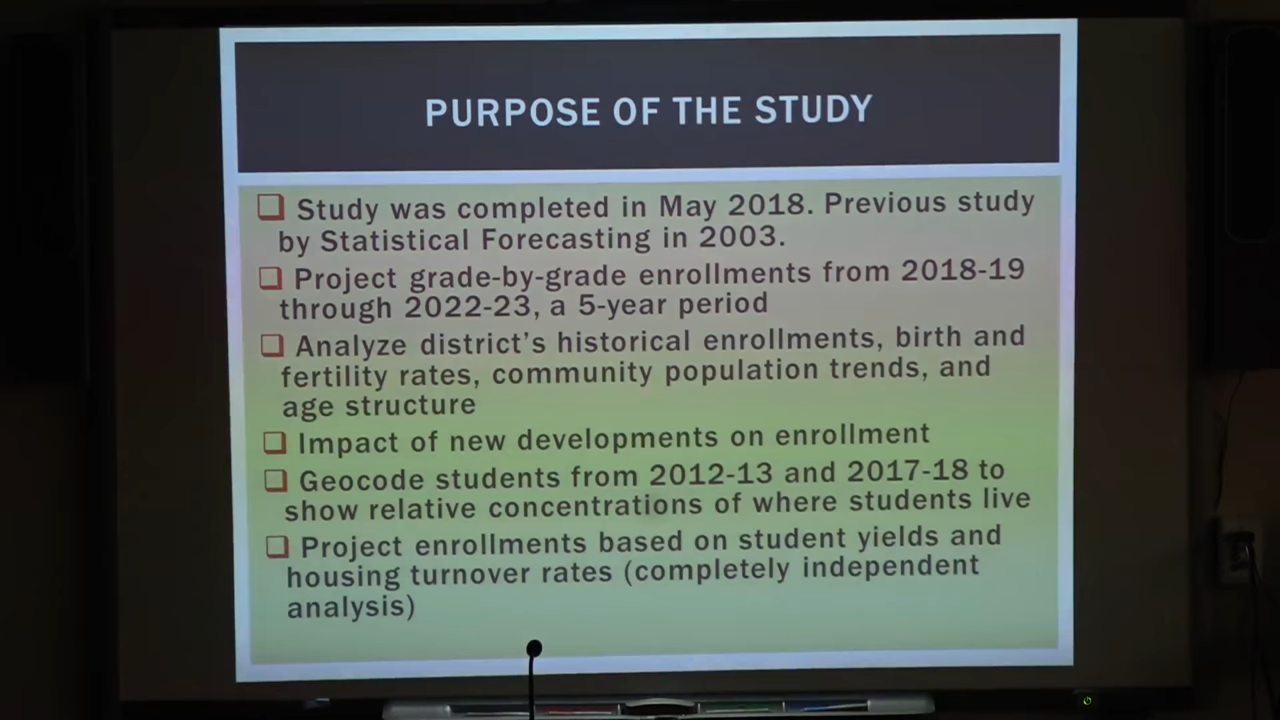 PURPOSE OF THE STUDY
Study was completed in May 2018. Previous study
by Statistical Forecasting in 2003.
Project grade-by-grade enrollments from 2018-19
through 2022-23, a 5-year period
Analyze district's historical enrollments, birth and
fertility rates, community population trends, and
age structure
Impact of new developments on enrollment
Geocode students from 2012-13 and 2017-18 to
show relative concentrations of where students live
Project enrollments based on student yields and
housing turnover rates (completely independent
analysis)